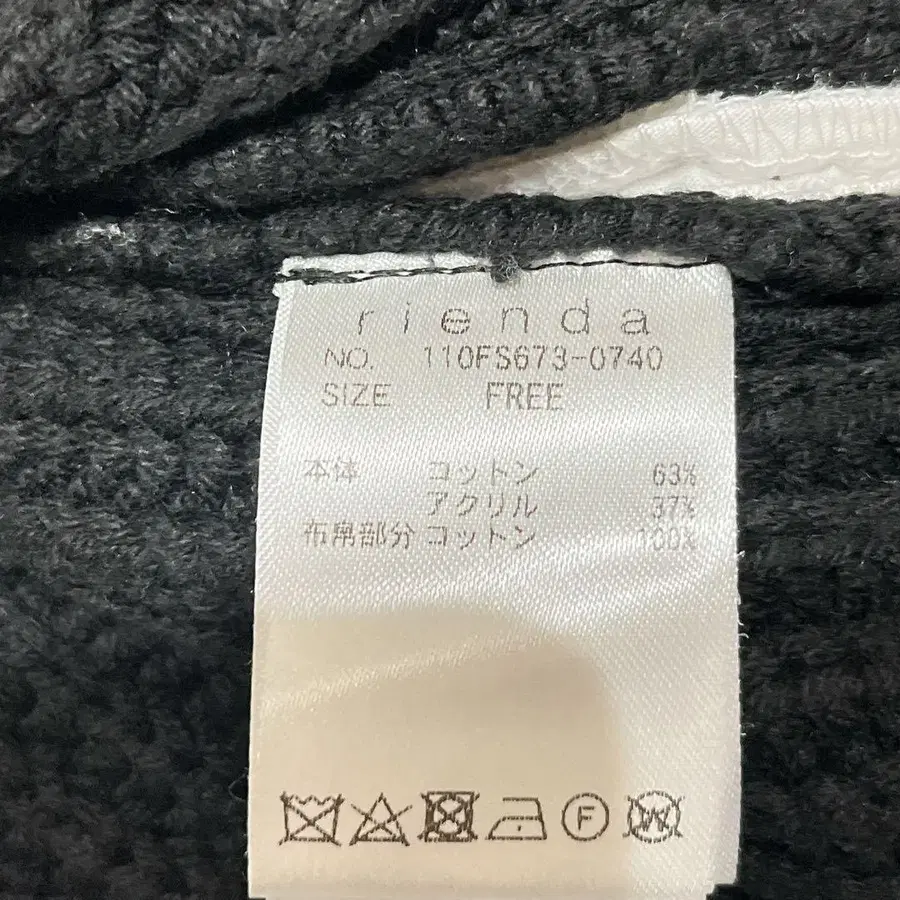 rienda
NO. 110FS673-0740
SIZE FREE
本体 コットン 63%
アクリル 37%
布帛部分 コットン 100%
F
W